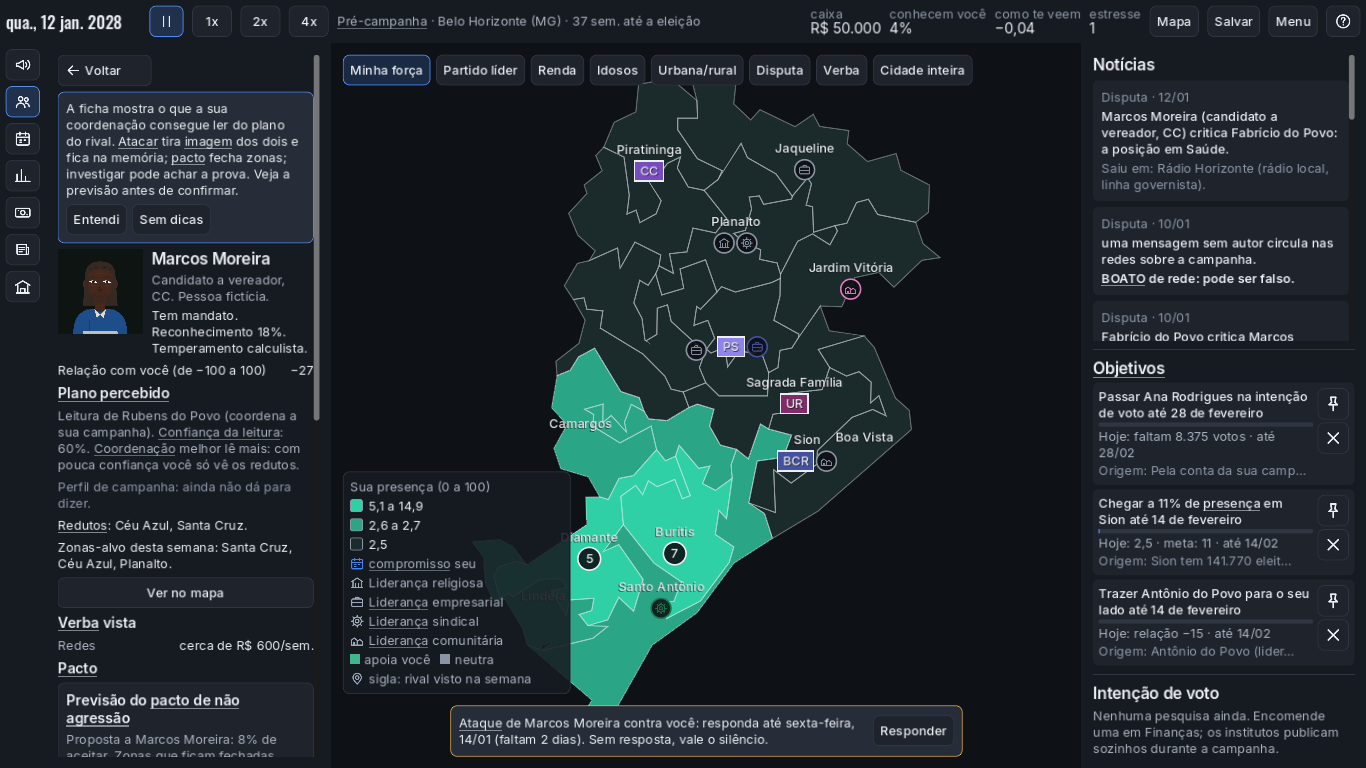 qua., 12 jan. 2028
1x
2x
4x
Pré-campanha · Belo Horizonte (MG) · 37 sem. até a eleição
caixa
R$ 50.000
conhecem você
4%
como te veem
−0,04
estresse
1
Mapa
Salvar
Menu
Voltar
A ficha mostra o que a sua
coordenação consegue ler do plano
do rival. Atacar tira imagem dos dois e
fica na memória; pacto fecha zonas;
investigar pode achar a prova. Veja a
previsão antes de confirmar.
Entendi
Sem dicas
Marcos Moreira
Candidato a vereador,
CC. Pessoa fictícia.
Tem mandato.
Reconhecimento 18%.
Temperamento calculista.
Relação com você (de −100 a 100)
−27
Plano percebido
Leitura de Rubens do Povo (coordena a
sua campanha). Confiança da leitura:
60%. Coordenação melhor lê mais: com
pouca confiança você só vê os redutos.
Perfil de campanha: ainda não dá para
dizer.
Redutos: Céu Azul, Santa Cruz.
Zonas-alvo desta semana: Santa Cruz,
Céu Azul, Planalto.
Ver no mapa
Verba vista
Redes
cerca de R$ 600/sem.
Pacto
Previsão do pacto de não
agressão
Proposta a Marcos Moreira: 8% de
aceitar. Zonas que ficam fechadas
Minha força
Partido líder
Renda
Idosos
Urbana/rural
Disputa
Verba
Cidade inteira
Piratininga
CC
Jaqueline
Planalto
Jardim Vitória
PS
Sagrada Família
UR
Camargos
Sion
Boa Vista
BCR
Buritis
7
Diamante
5
Santo Antônio
Lindéia
Sua presença (0 a 100)
5,1 a 14,9
2,6 a 2,7
2,5
compromisso seu
Liderança religiosa
Liderança empresarial
Liderança sindical
Liderança comunitária
apoia você
neutra
sigla: rival visto na semana
Ataque de Marcos Moreira contra você: responda até sexta-feira,
14/01 (faltam 2 dias). Sem resposta, vale o silêncio.
Responder
Notícias
Disputa · 12/01
Marcos Moreira (candidato a
vereador, CC) critica Fabrício do Povo:
a posição em Saúde.
Saiu em: Rádio Horizonte (rádio local,
linha governista).
Disputa · 10/01
uma mensagem sem autor circula nas
redes sobre a campanha.
BOATO de rede: pode ser falso.
Disputa · 10/01
Fabrício do Povo critica Marcos
Objetivos
Passar Ana Rodrigues na intenção
de voto até 28 de fevereiro
Hoje: faltam 8.375 votos · até
28/02
Origem: Pela conta da sua camp...
Chegar a 11% de presença em
Sion até 14 de fevereiro
Hoje: 2,5 · meta: 11 · até 14/02
Origem: Sion tem 141.770 eleit...
Trazer Antônio do Povo para o seu
lado até 14 de fevereiro
Hoje: relação −15 · até 14/02
Origem: Antônio do Povo (lider...
Intenção de voto
Nenhuma pesquisa ainda. Encomende
uma em Finanças; os institutos publicam
sozinhos durante a campanha.